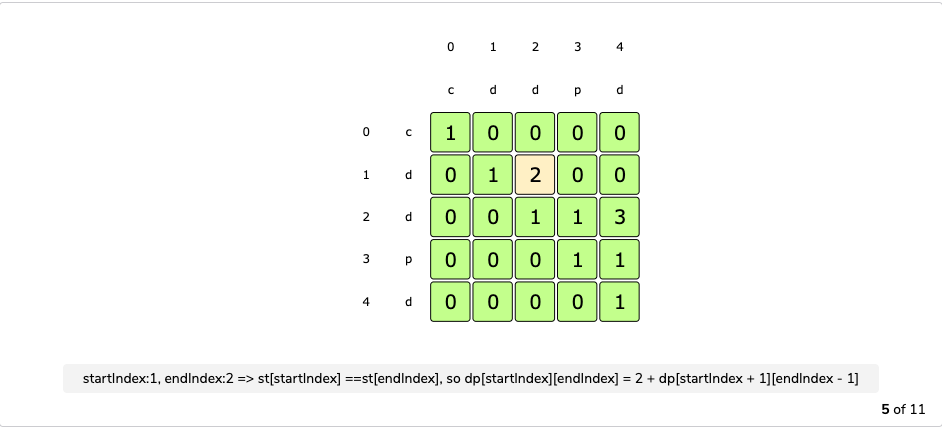 0 1 2 3 4
c d d p d
0 c 1 0 0 0 0
1 d 0 1 2 0 0
2 d 0 0 1 1 3
3 p 0 0 0 1 1
4 d 0 0 0 0 1
startIndex:1, endIndex:2 => st[startIndex] ==st[endIndex], so dp[startIndex][endIndex] = 2 + dp[startIndex + 1][endIndex - 1]
5 of 11